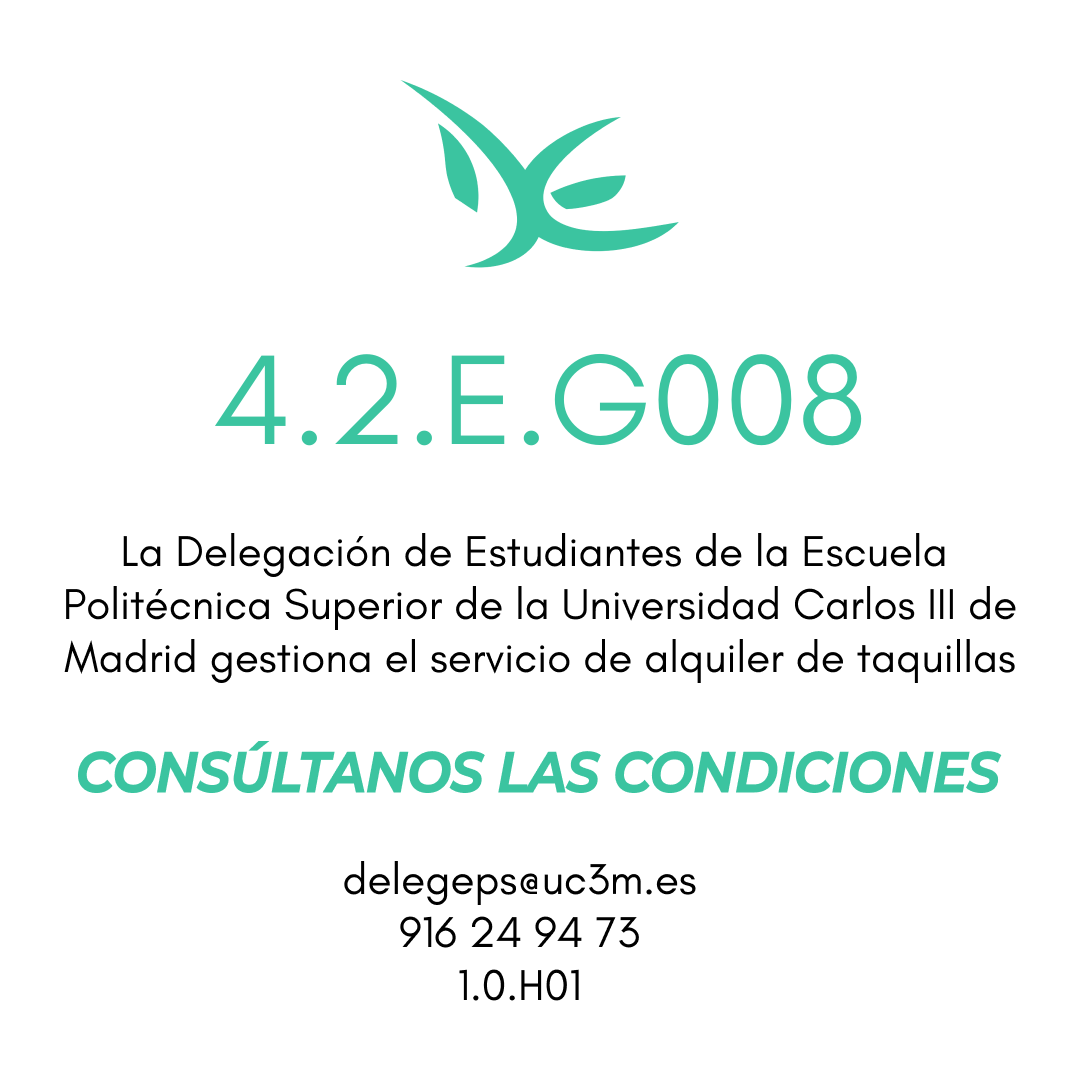 4.2.E.G008
La Delegación de Estudiantes de la Escuela
Politécnica Superior de la Universidad Carlos III de
Madrid gestiona el servicio de alquiler de taquillas
CONSÚLTANOS LAS CONDICIONES
delegeps@uc3m.es
916 24 94 73
1.0.H01